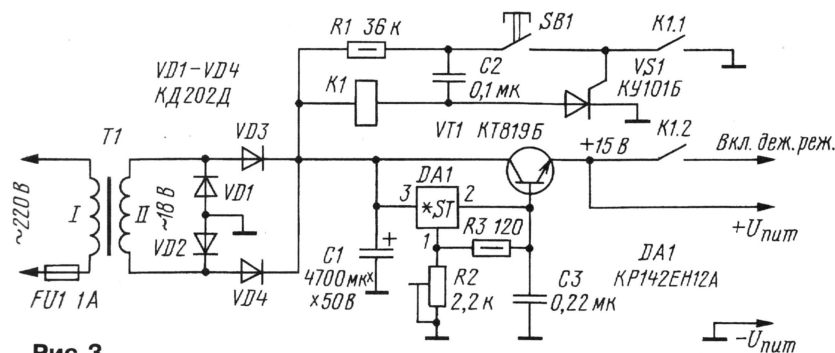 R1 36 к
SB1
K1.1
VD1-VD4
КД202Д
C2
0,1 мк
VS1
КУ101Б
K1
T1
VD3
VT1 КТ819Б
+15 В
K1.2
Вкл. деж. реж.
~220 В
I
II
~18 В
VD1
DA1
3
*ST
2
+Uпит
VD2
1
R3 120
C1
4700 мк×
×50 В
+
R2
2,2 к
C3
0,22 мк
DA1
КР142ЕН12А
FU1 1А
VD4
-Uпит